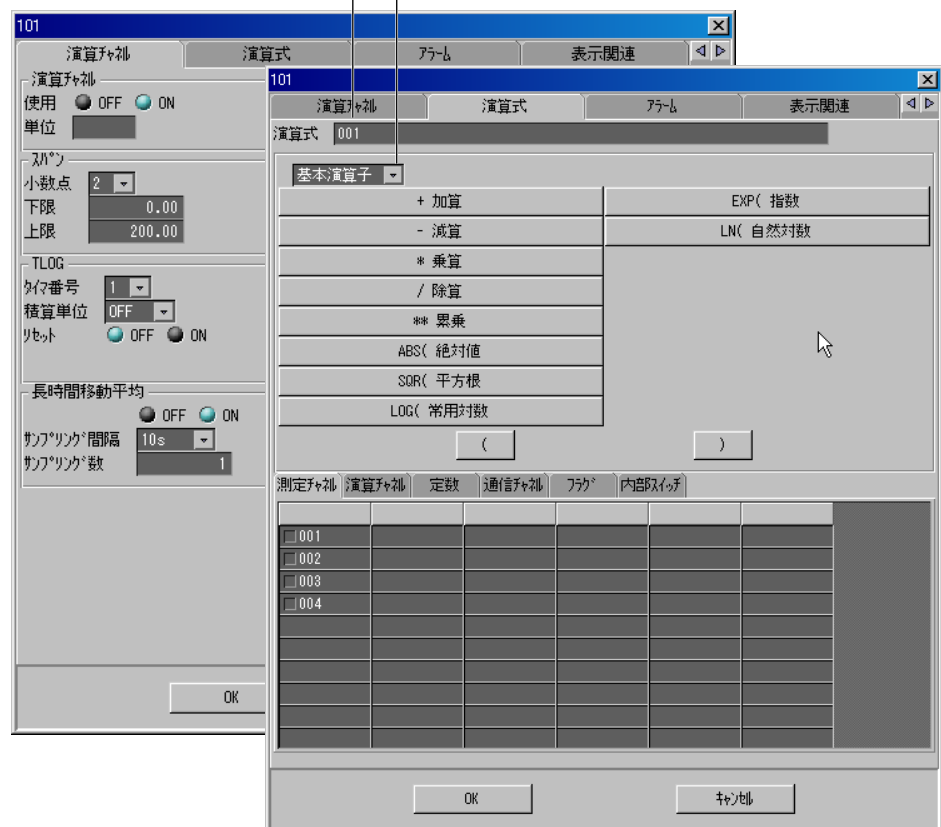 101
演算ﾁｬﾈﾙ 演算式 ｱﾗｰﾑ 表示関連
演算ﾁｬﾈﾙ
使用 OFF ON
単位
ｽﾊﾟﾝ
小数点 2
下限 0.00
上限 200.00
TLOG
ﾀｲﾏ番号 1
積算単位 OFF
ﾘｾｯﾄ OFF ON
長時間移動平均
OFF ON
ｻﾝﾌﾟﾘﾝｸﾞ間隔 10s
ｻﾝﾌﾟﾘﾝｸﾞ数 1
OK
101
演算ﾁｬﾈﾙ 演算式 ｱﾗｰﾑ 表示関連
演算式 001
基本演算子
+ 加算 EXP( 指数
- 減算 LN( 自然対数
* 乗算
/ 除算
** 累乗
ABS( 絶対値
SQR( 平方根
LOG( 常用対数
( )
測定ﾁｬﾈﾙ 演算ﾁｬﾈﾙ 定数 通信ﾁｬﾈﾙ ﾌﾗｸﾞ 内部ｽｲｯﾁ
001
002
003
004
OK ｷｬﾝｾﾙ